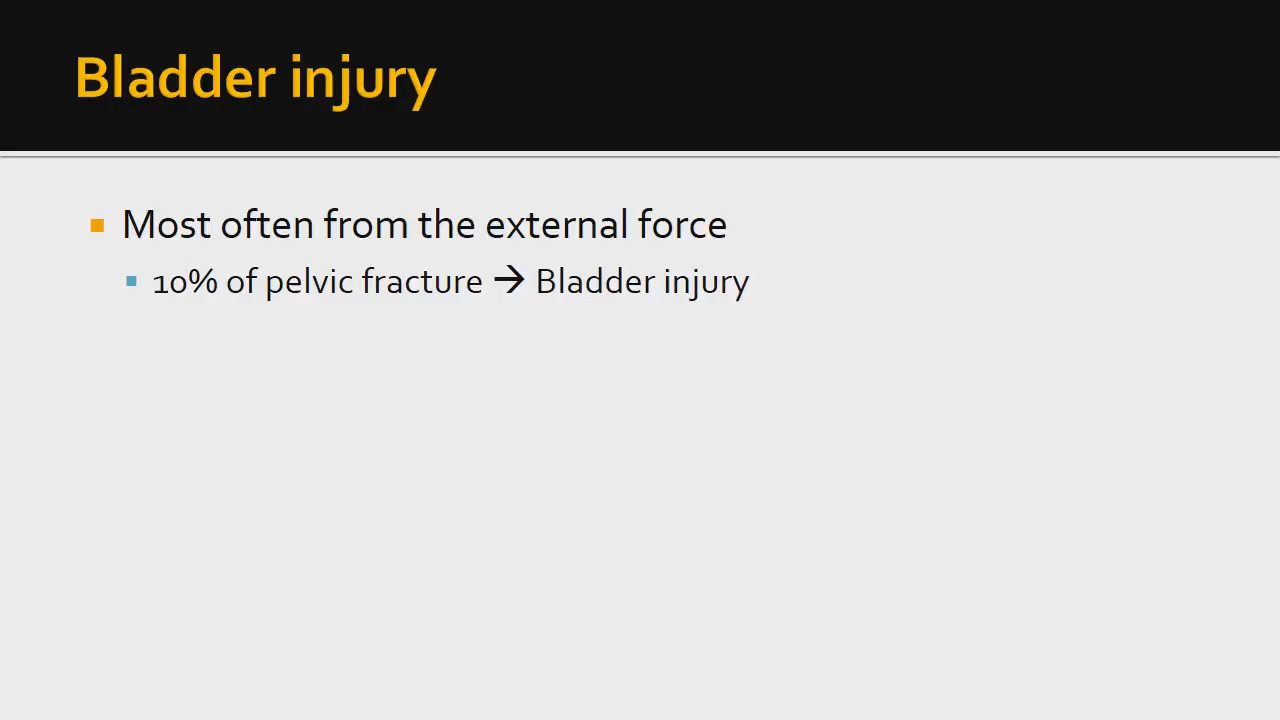 Bladder injury
Most often from the external force
10% of pelvic fracture → Bladder injury